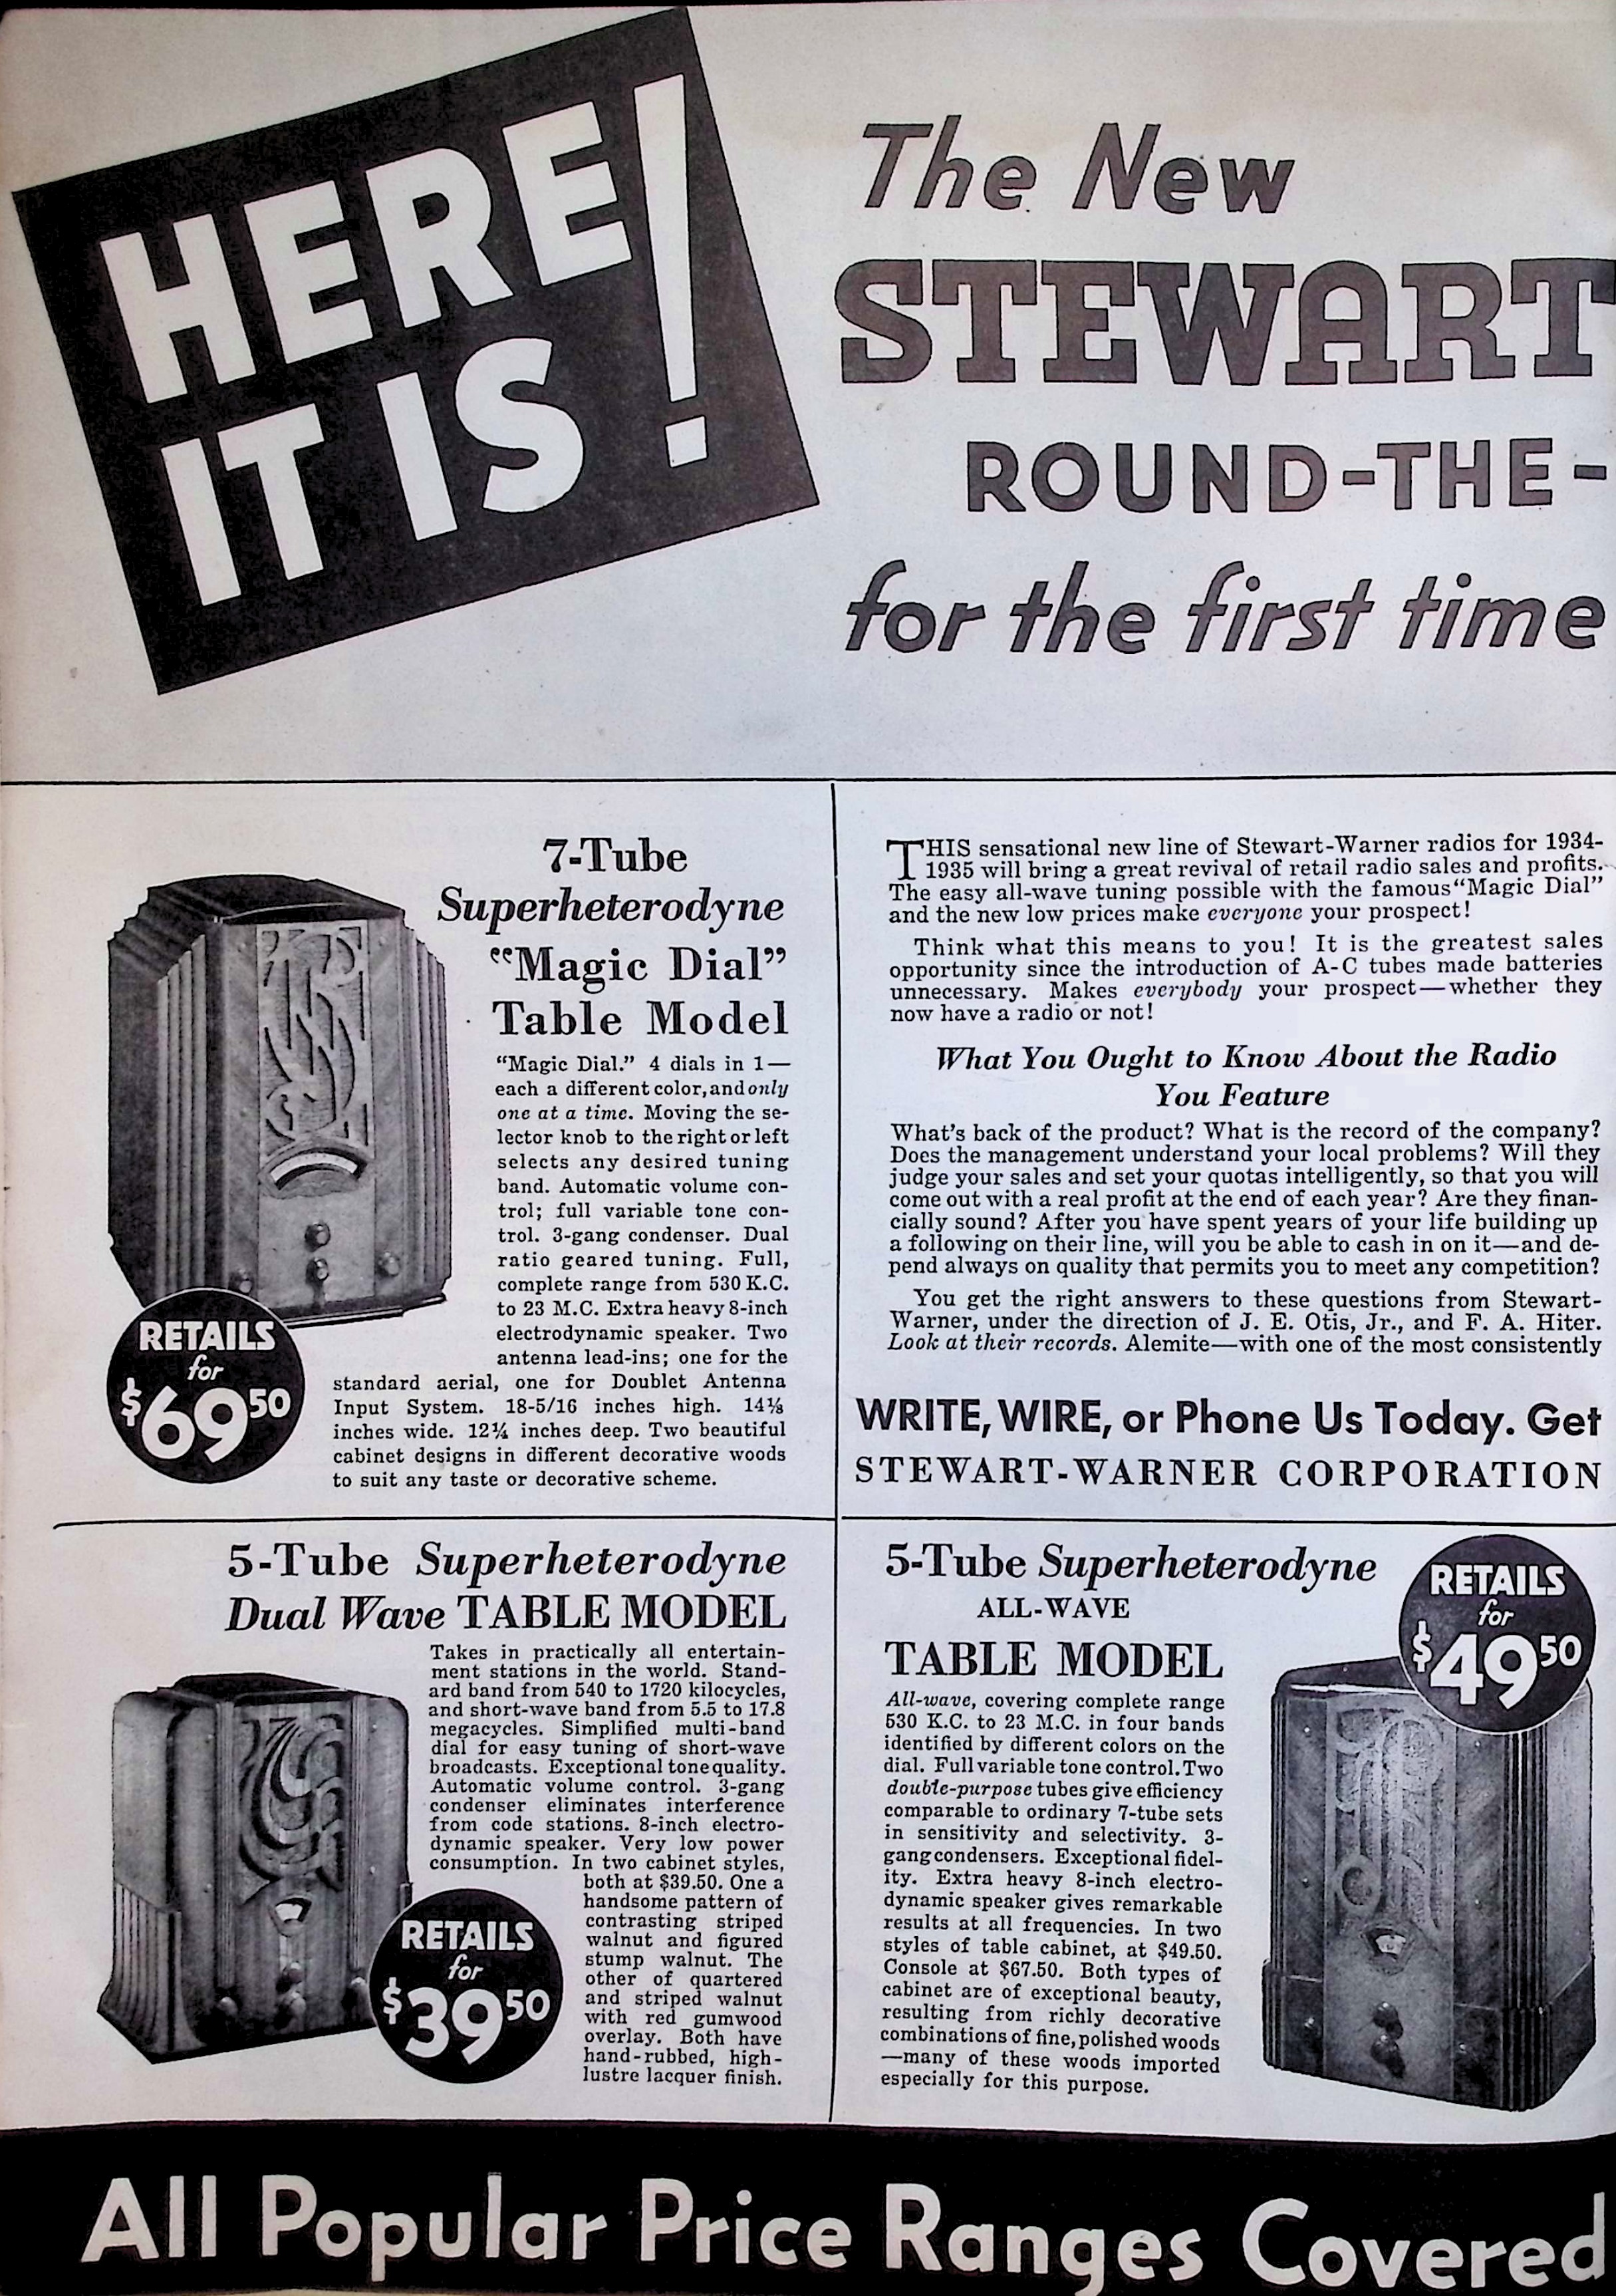 HERE
IT IS!
The New
STEWART
ROUND-THE-
for the first time
7-Tube
Superheterodyne
"Magic Dial"
Table Model
"Magic Dial." 4 dials in 1—
each a different color, and only
one at a time. Moving the se-
lector knob to the right or left
selects any desired tuning
band. Automatic volume con-
trol; full variable tone con-
trol. 3-gang condenser. Dual
ratio geared tuning. Full,
complete range from 530 K.C.
to 23 M.C. Extra heavy 8-inch
electrodynamic speaker. Two
antenna lead-ins; one for the
standard aerial, one for Doublet Antenna
Input System. 18-5/16 inches high. 14⅛
inches wide. 12¼ inches deep. Two beautiful
cabinet designs in different decorative woods
to suit any taste or decorative scheme.
RETAILS
for
$69.50
THIS sensational new line of Stewart-Warner radios for 1934-
1935 will bring a great revival of retail radio sales and profits.
The easy all-wave tuning possible with the famous "Magic Dial"
and the new low prices make everyone your prospect!
Think what this means to you! It is the greatest sales
opportunity since the introduction of A-C tubes made batteries
unnecessary. Makes everybody your prospect—whether they
now have a radio or not!
What You Ought to Know About the Radio
You Feature
What's back of the product? What is the record of the company?
Does the management understand your local problems? Will they
judge your sales and set your quotas intelligently, so that you will
come out with a real profit at the end of each year? Are they finan-
cially sound? After you have spent years of your life building up
a following on their line, will you be able to cash in on it—and de-
pend always on quality that permits you to meet any competition?
You get the right answers to these questions from Stewart-
Warner, under the direction of J. E. Otis, Jr., and F. A. Hiter.
Look at their records. Alemite—with one of the most consistently
WRITE, WIRE, or Phone Us Today. Get
STEWART-WARNER CORPORATION
5-Tube Superheterodyne
Dual Wave TABLE MODEL
Takes in practically all entertain-
ment stations in the world. Stand-
ard band from 540 to 1720 kilocycles,
and short-wave band from 5.5 to 17.8
megacycles. Simplified multi-band
dial for easy tuning of short-wave
broadcasts. Exceptional tone quality.
Automatic volume control. 3-gang
condenser eliminates interference
from code stations. 8-inch electro-
dynamic speaker. Very low power
consumption. In two cabinet styles,
both at $39.50. One a
handsome pattern of
contrasting striped
walnut and figured
stump walnut. The
other of quartered
and striped walnut
with red gumwood
overlay. Both have
hand-rubbed, high-
lustre lacquer finish.
RETAILS
for
$39.50
5-Tube Superheterodyne
ALL-WAVE
TABLE MODEL
All-wave, covering complete range
530 K.C. to 23 M.C. in four bands
identified by different colors on the
dial. Full variable tone control. Two
double-purpose tubes give efficiency
comparable to ordinary 7-tube sets
in sensitivity and selectivity. 3-
gang condensers. Exceptional fidel-
ity. Extra heavy 8-inch electro-
dynamic speaker gives remarkable
results at all frequencies. In two
styles of table cabinet, at $49.50.
Console at $67.50. Both types of
cabinet are of exceptional beauty,
resulting from richly decorative
combinations of fine, polished woods
—many of these woods imported
especially for this purpose.
RETAILS
for
$49.50
All Popular Price Ranges Covered